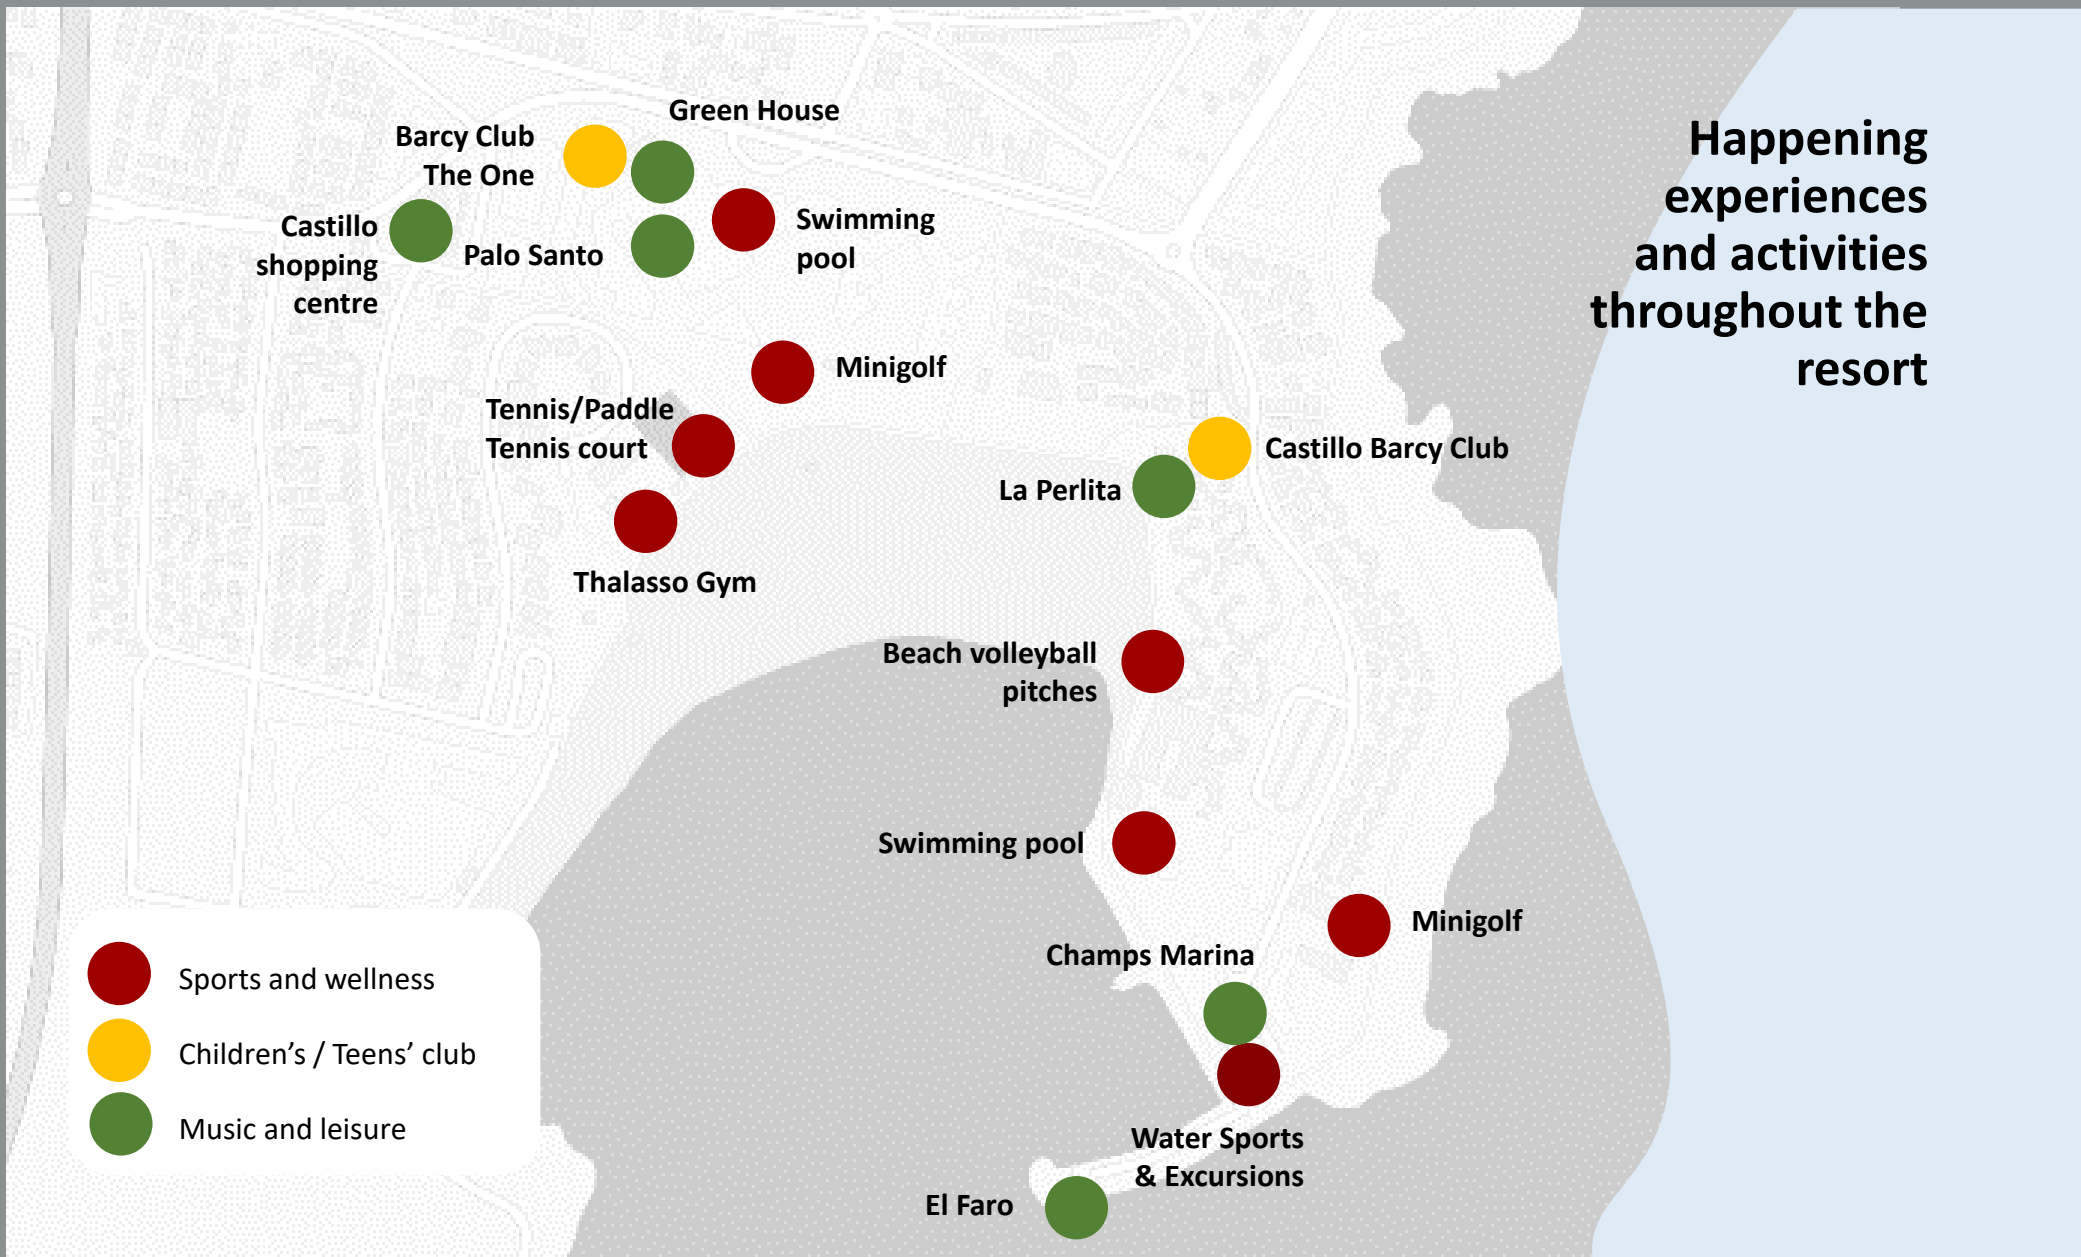 Happening
experiences
and activities
throughout the
resort
Green House
Barcy Club
The One
Castillo
shopping
centre
Palo Santo
Swimming
pool
Minigolf
Tennis/Paddle
Tennis court
Thalasso Gym
Castillo Barcy Club
La Perlita
Beach volleyball
pitches
Swimming pool
Minigolf
Champs Marina
Water Sports
& Excursions
El Faro
Sports and wellness
Children's / Teens’ club
Music and leisure